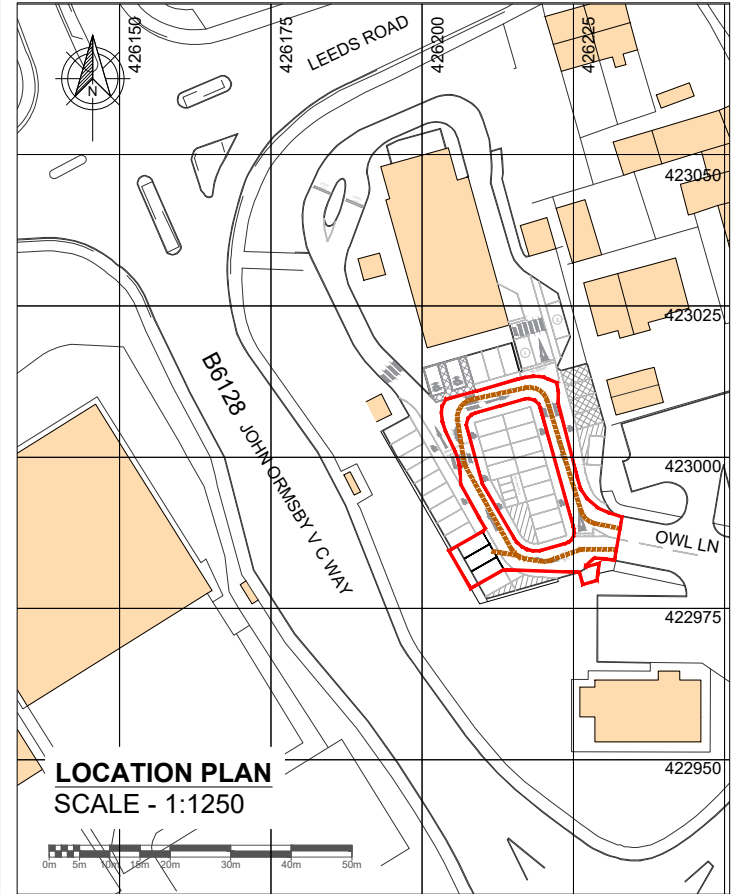 426150
426175
426200
426225
LEEDS ROAD
N
423050
423025
B6128 JOHN ORMSBY V C WAY
423000
OWL LN
422975
422950
LOCATION PLAN
SCALE - 1:1250
0m 5m 10m 15m 20m 30m 40m 50m